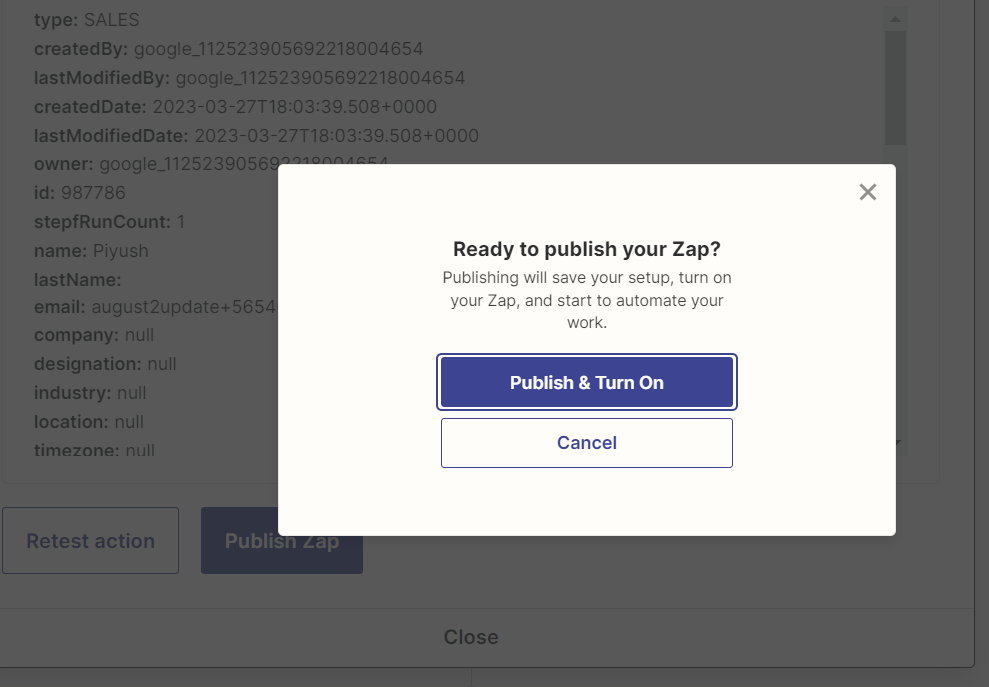 type: SALES
createdBy: google_112523905692218004654
lastModifiedBy: google_112523905692218004654
createdDate: 2023-03-27T18:03:39.508+0000
lastModifiedDate: 2023-03-27T18:03:39.508+0000
owner: google_112523905692218004654
id: 987786
stepfRunCount: 1
name: Piyush
lastName:
email: august2update+5654
company: null
designation: null
industry: null
location: null
timezone: null
Ready to publish your Zap?
Publishing will save your setup, turn on
your Zap, and start to automate your
work.
Publish & Turn On
Cancel
Retest action
Publish Zap
Close